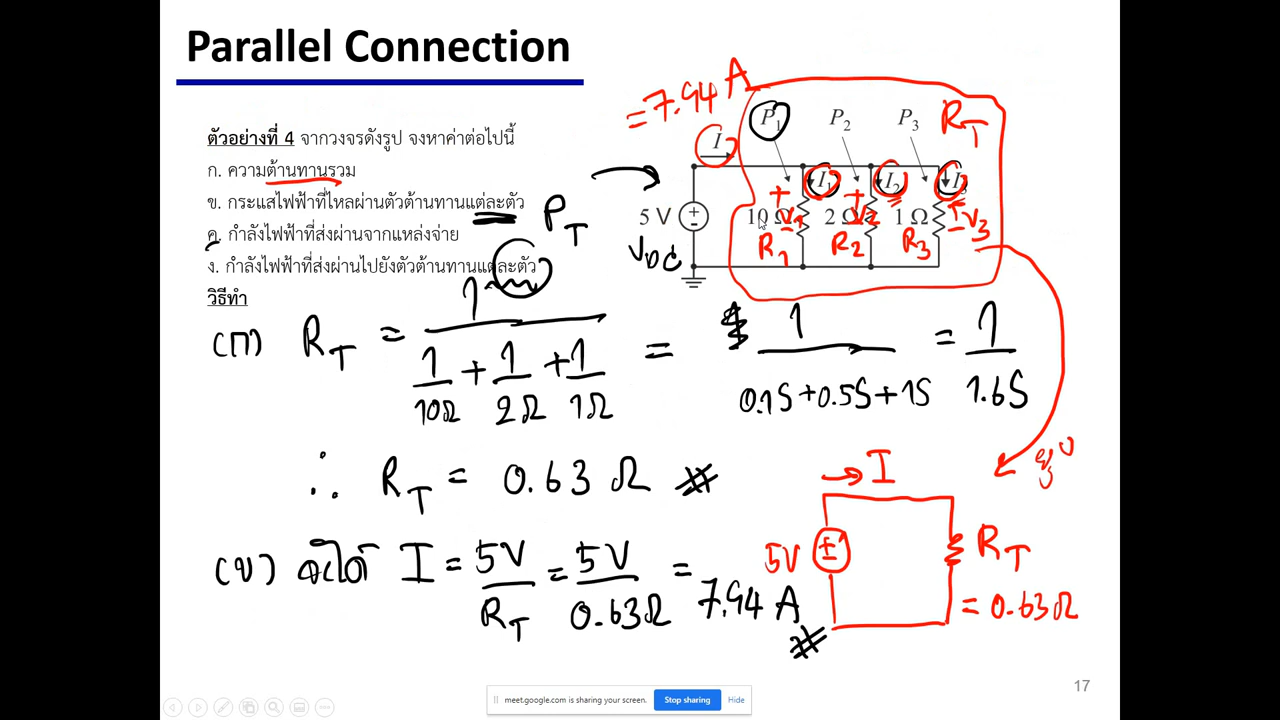 Parallel Connection
ตัวอย่างที่ 4 จากวงจรดังรูป จงหาค่าต่อไปนี้
ก. ความต้านทานรวม
ข. กระแสไฟฟ้าที่ไหลผ่านตัวต้านทานแต่ละตัว
ค. กำลังไฟฟ้าที่ส่งผ่านจากแหล่งจ่าย
ง. กำลังไฟฟ้าที่ส่งผ่านไปยังตัวต้านทานแต่ละตัว
วิธีทำ
P_T
= 7.94 A
I P₁ P₂ P₃ R_T
I₁ I₂ I₃
5 V 10 Ω V₁ 2 Ω V₂ 1 Ω V₃
V_DC R₁ R₂ R₃
(ก) R_T = 1 / (1/10Ω + 1/2Ω + 1/1Ω) = 1 / (0.1S + 0.5S + 1S) = 1 / 1.6S
∴ R_T = 0.63 Ω #
(ข) จะได้ I = 5V / R_T = 5V / 0.63Ω = 7.94 A #
I
5V R_T
= 0.63Ω
17
meet.google.com is sharing your screen. Stop sharing Hide